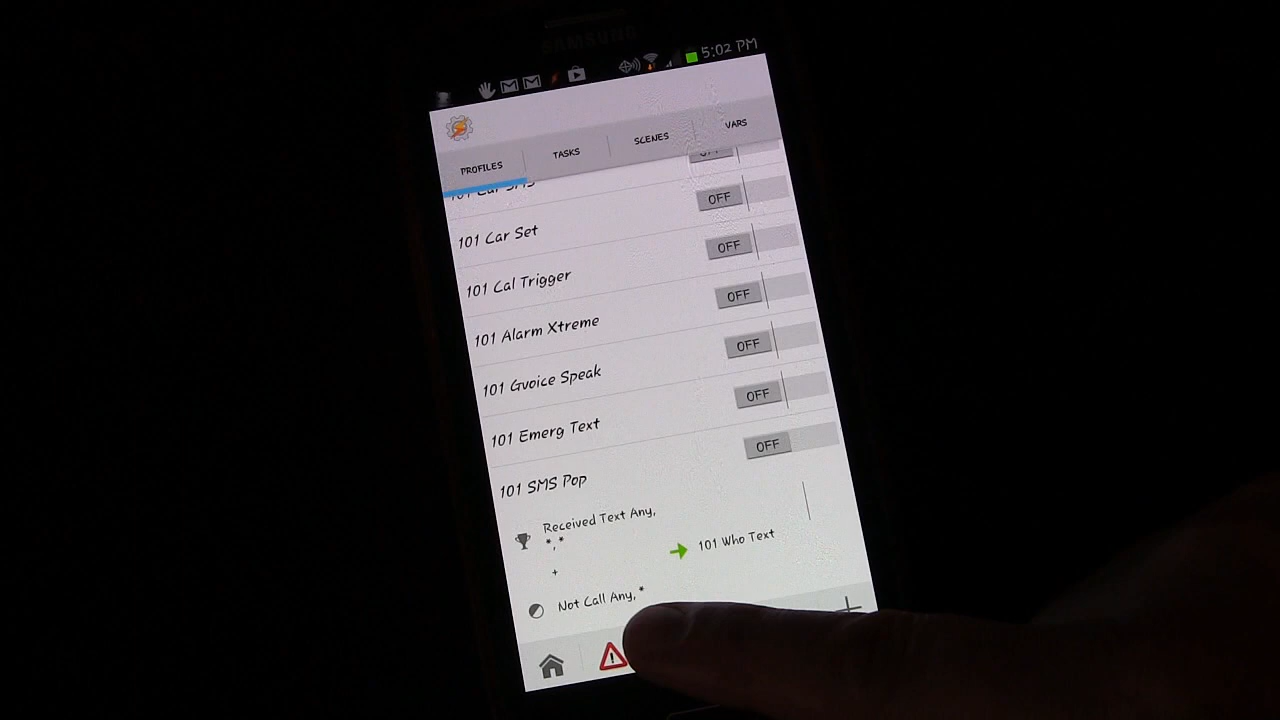 SAMSUNG
5:02 PM
PROFILES
TASKS
SCENES
VARS
OFF
101 Car SMS
OFF
101 Car Set
OFF
101 Cal Trigger
OFF
101 Alarm Xtreme
OFF
101 Gvoice Speak
OFF
101 Emerg Text
OFF
101 SMS Pop
Received Text Any,
*,*
+
101 Who Text
Not Call Any,*